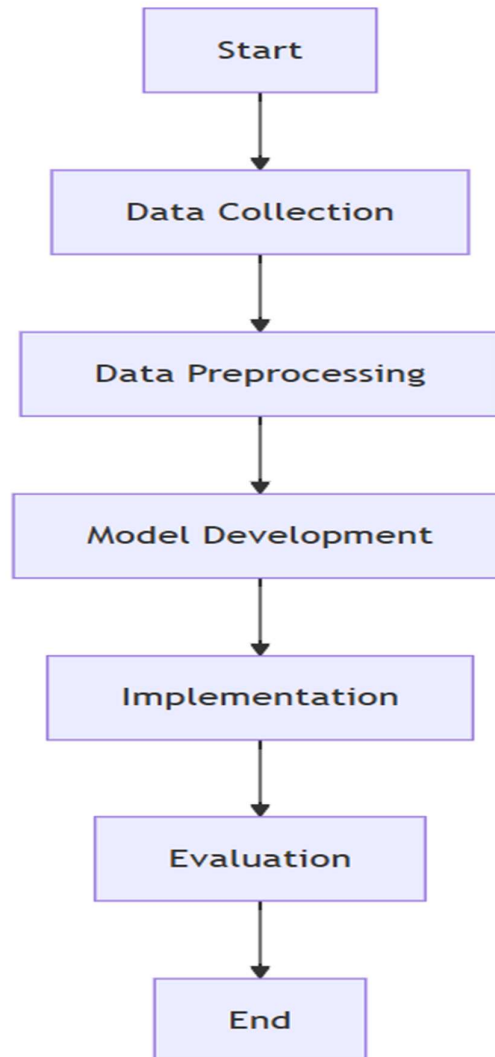 Start
Data Collection
Data Preprocessing
Model Development
Implementation
Evaluation
End